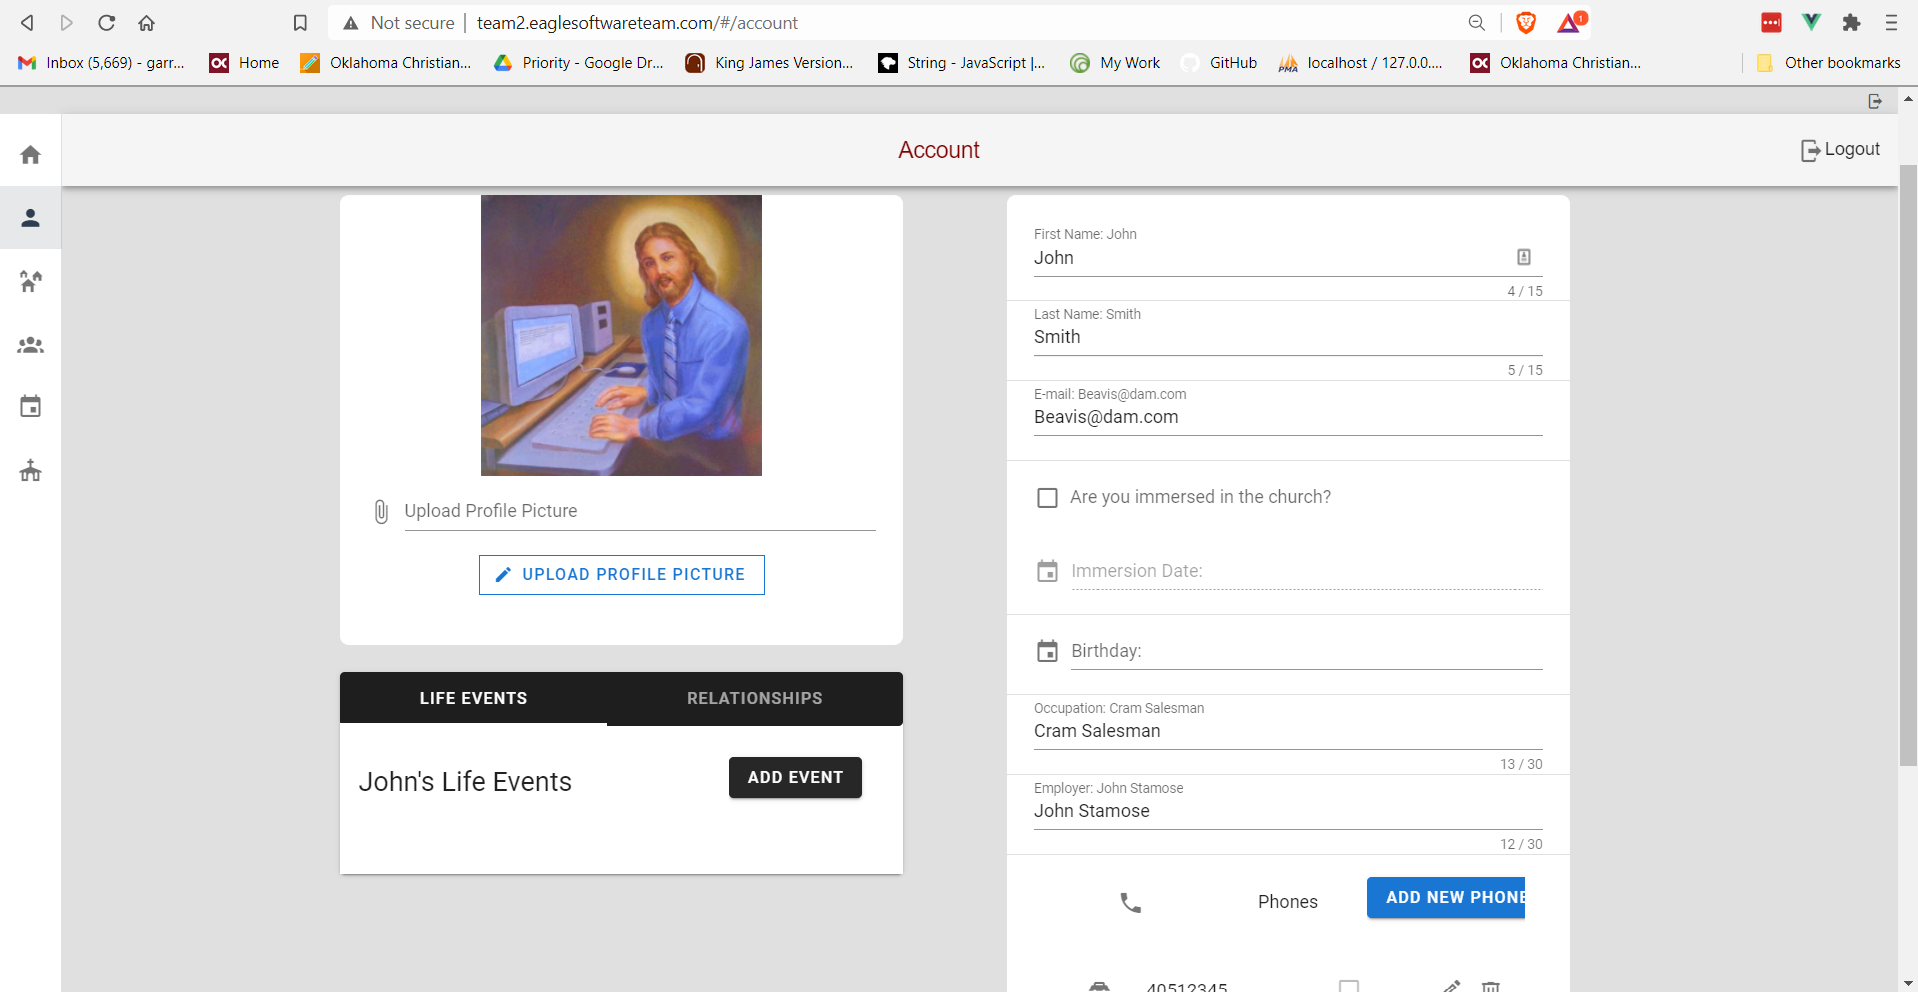 Not secure | team2.eaglesoftwareteam.com/#/account
1
Inbox (5,669) - garr... Home Oklahoma Christian... Priority - Google Dr... King James Version... String - JavaScript |... My Work GitHub localhost / 127.0.0.... Oklahoma Christian... Other bookmarks
Account
Logout
Upload Profile Picture
UPLOAD PROFILE PICTURE
LIFE EVENTS RELATIONSHIPS
John's Life Events
ADD EVENT
First Name: John
John
4 / 15
Last Name: Smith
Smith
5 / 15
E-mail: Beavis@dam.com
Beavis@dam.com
Are you immersed in the church?
Immersion Date:
Birthday:
Occupation: Cram Salesman
Cram Salesman
13 / 30
Employer: John Stamose
John Stamose
12 / 30
Phones
ADD NEW PHONE
40512345